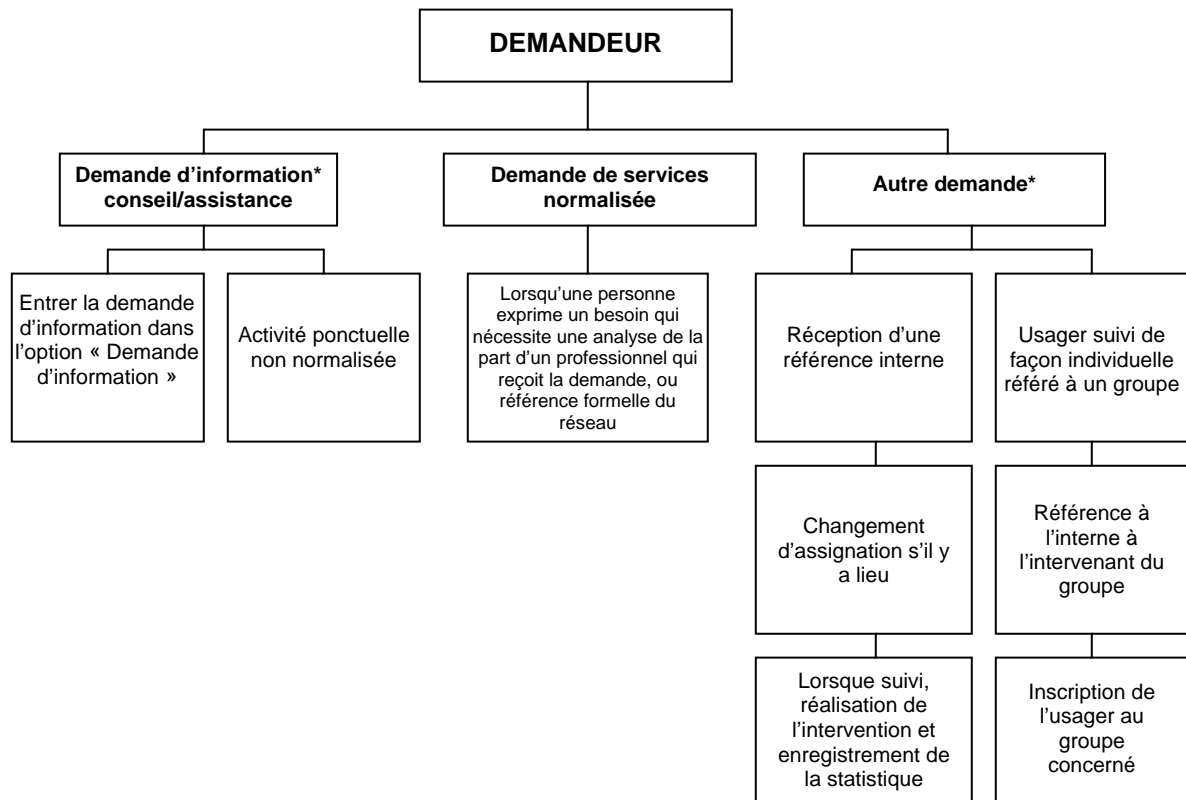 DEMANDEUR
Demande d’information*
conseil/assistance
Demande de services
normalisée
Autre demande*
Entrer la demande
d’information dans
l’option « Demande
d’information »
Activité ponctuelle
non normalisée
Lorsqu’une personne
exprime un besoin qui
nécessite une analyse de la
part d’un professionnel qui
reçoit la demande, ou
référence formelle du
réseau
Réception d’une
référence interne
Usager suivi de
façon individuelle
référé à un groupe
Changement
d’assignation s’il y
a lieu
Référence à
l’interne à
l’intervenant du
groupe
Lorsque suivi,
réalisation de
l’intervention et
enregistrement de
la statistique
Inscription de
l’usager au
groupe
concerné